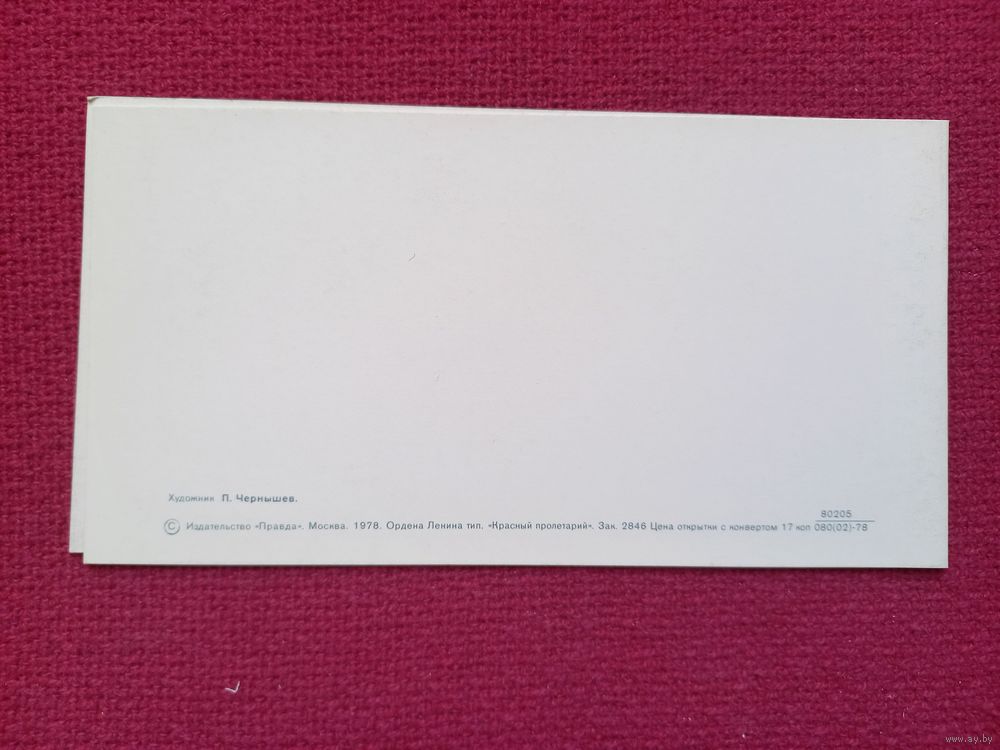 Художник П. Чернышев.
80205
© Издательство «Правда». Москва. 1978. Ордена Ленина тип. «Красный пролетарий». Зак. 2846 Цена открытки с конвертом 17 коп 080(02)-78
www.ay.by